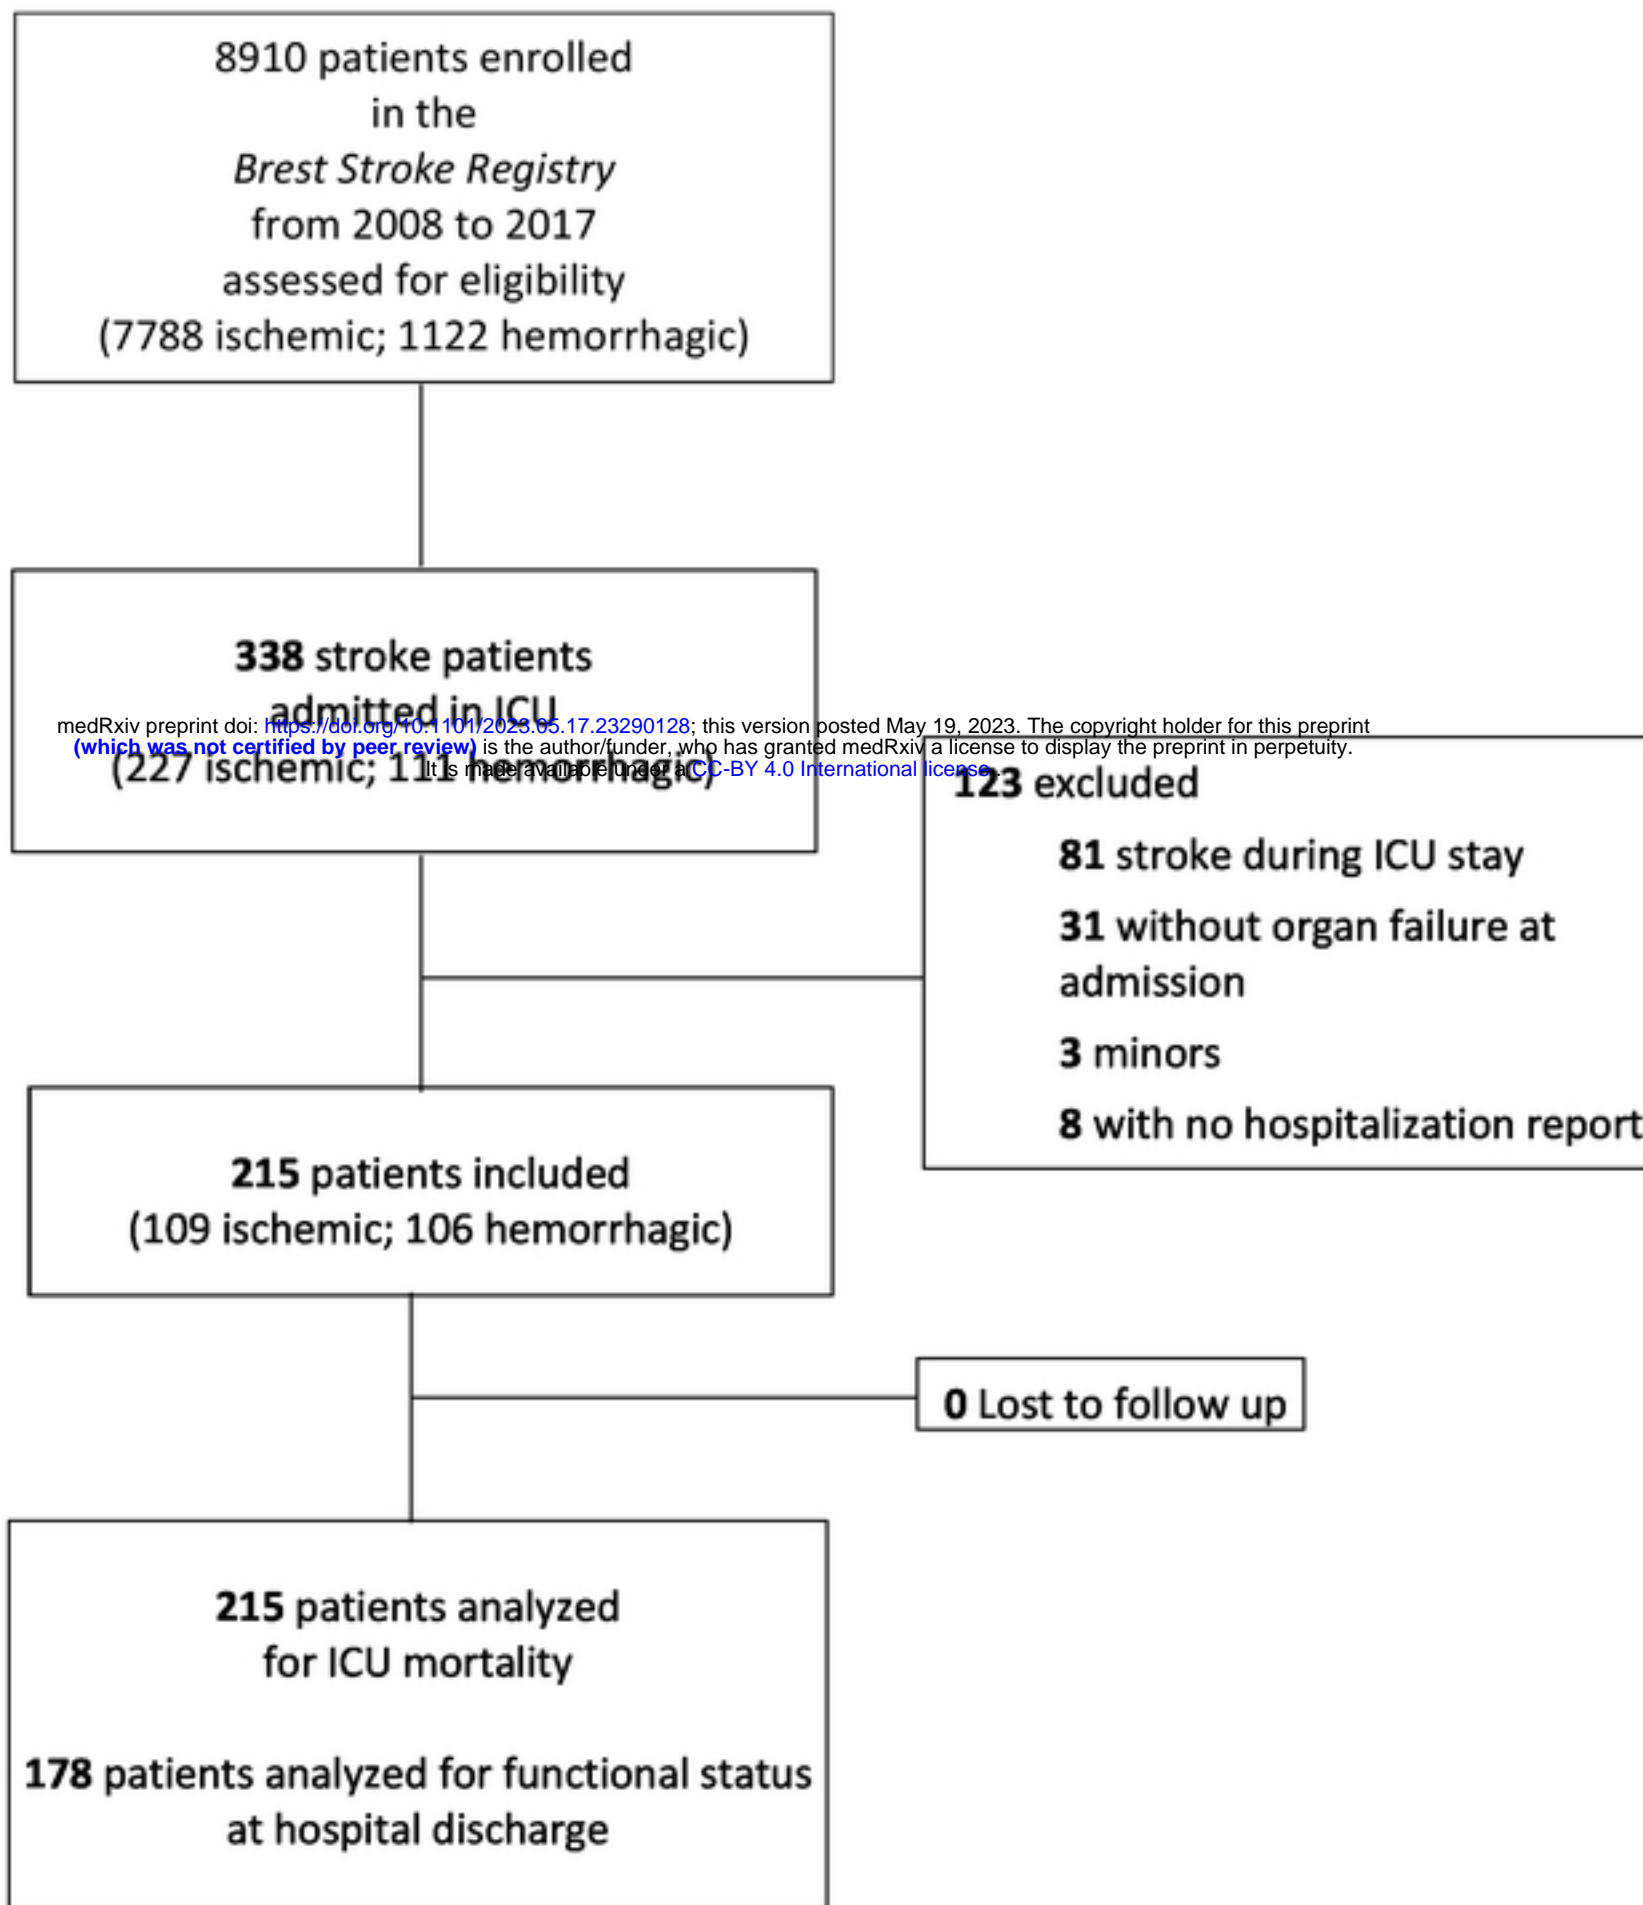 8910 patients enrolled
in the
Brest Stroke Registry
from 2008 to 2017
assessed for eligibility
(7788 ischemic; 1122 hemorrhagic)
338 stroke patients
admitted in ICU
(227 ischemic; 111 hemorrhagic)
medRxiv preprint doi: https://doi.org/10.1101/2023.05.17.23290128; this version posted May 19, 2023. The copyright holder for this preprint
(which was not certified by peer review) is the author/funder, who has granted medRxiv a license to display the preprint in perpetuity.
It is made available under a CC-BY 4.0 International license .
123 excluded
81 stroke during ICU stay
31 without organ failure at
admission
3 minors
8 with no hospitalization report
215 patients included
(109 ischemic; 106 hemorrhagic)
0 Lost to follow up
215 patients analyzed
for ICU mortality
178 patients analyzed for functional status
at hospital discharge